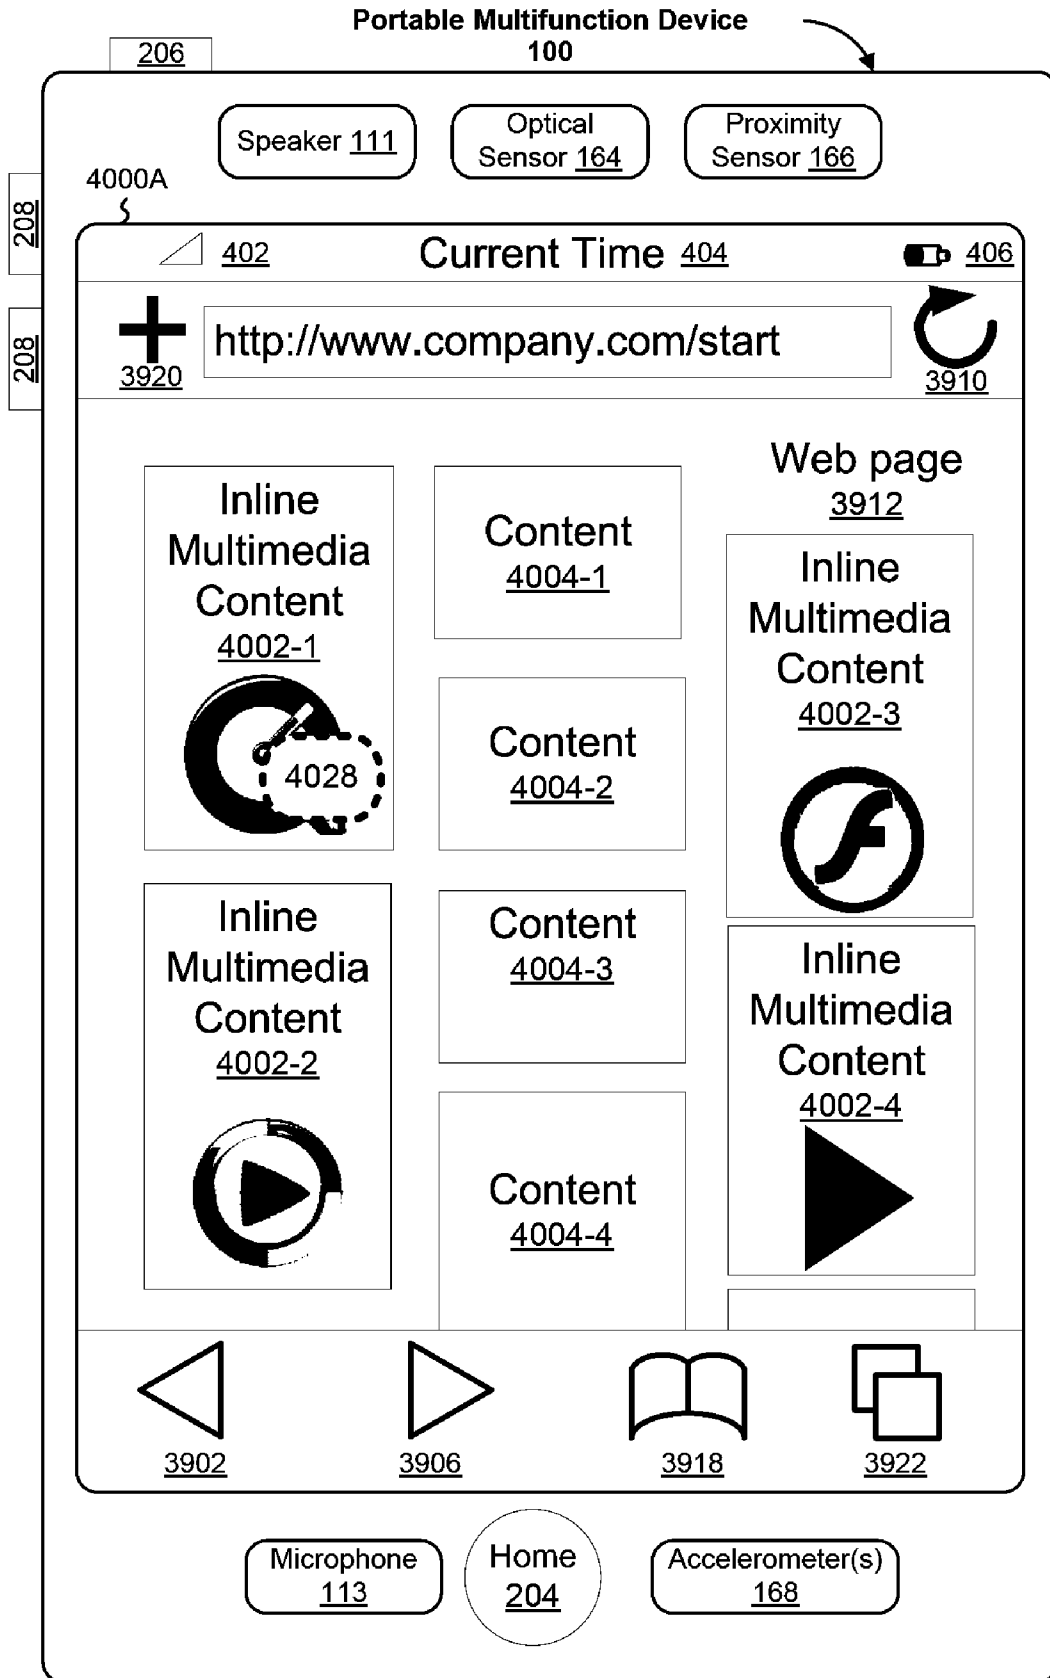 Portable Multifunction Device
100
206
Speaker 111
Optical
Sensor 164
Proximity
Sensor 166
4000A
208
208
402
Current Time 404
406
3920
http://www.company.com/start
3910
Inline
Multimedia
Content
4002-1
4028
Inline
Multimedia
Content
4002-2
Content
4004-1
Content
4004-2
Content
4004-3
Content
4004-4
Web page
3912
Inline
Multimedia
Content
4002-3
Inline
Multimedia
Content
4002-4
3902
3906
3918
3922
Microphone
113
Home
204
Accelerometer(s)
168